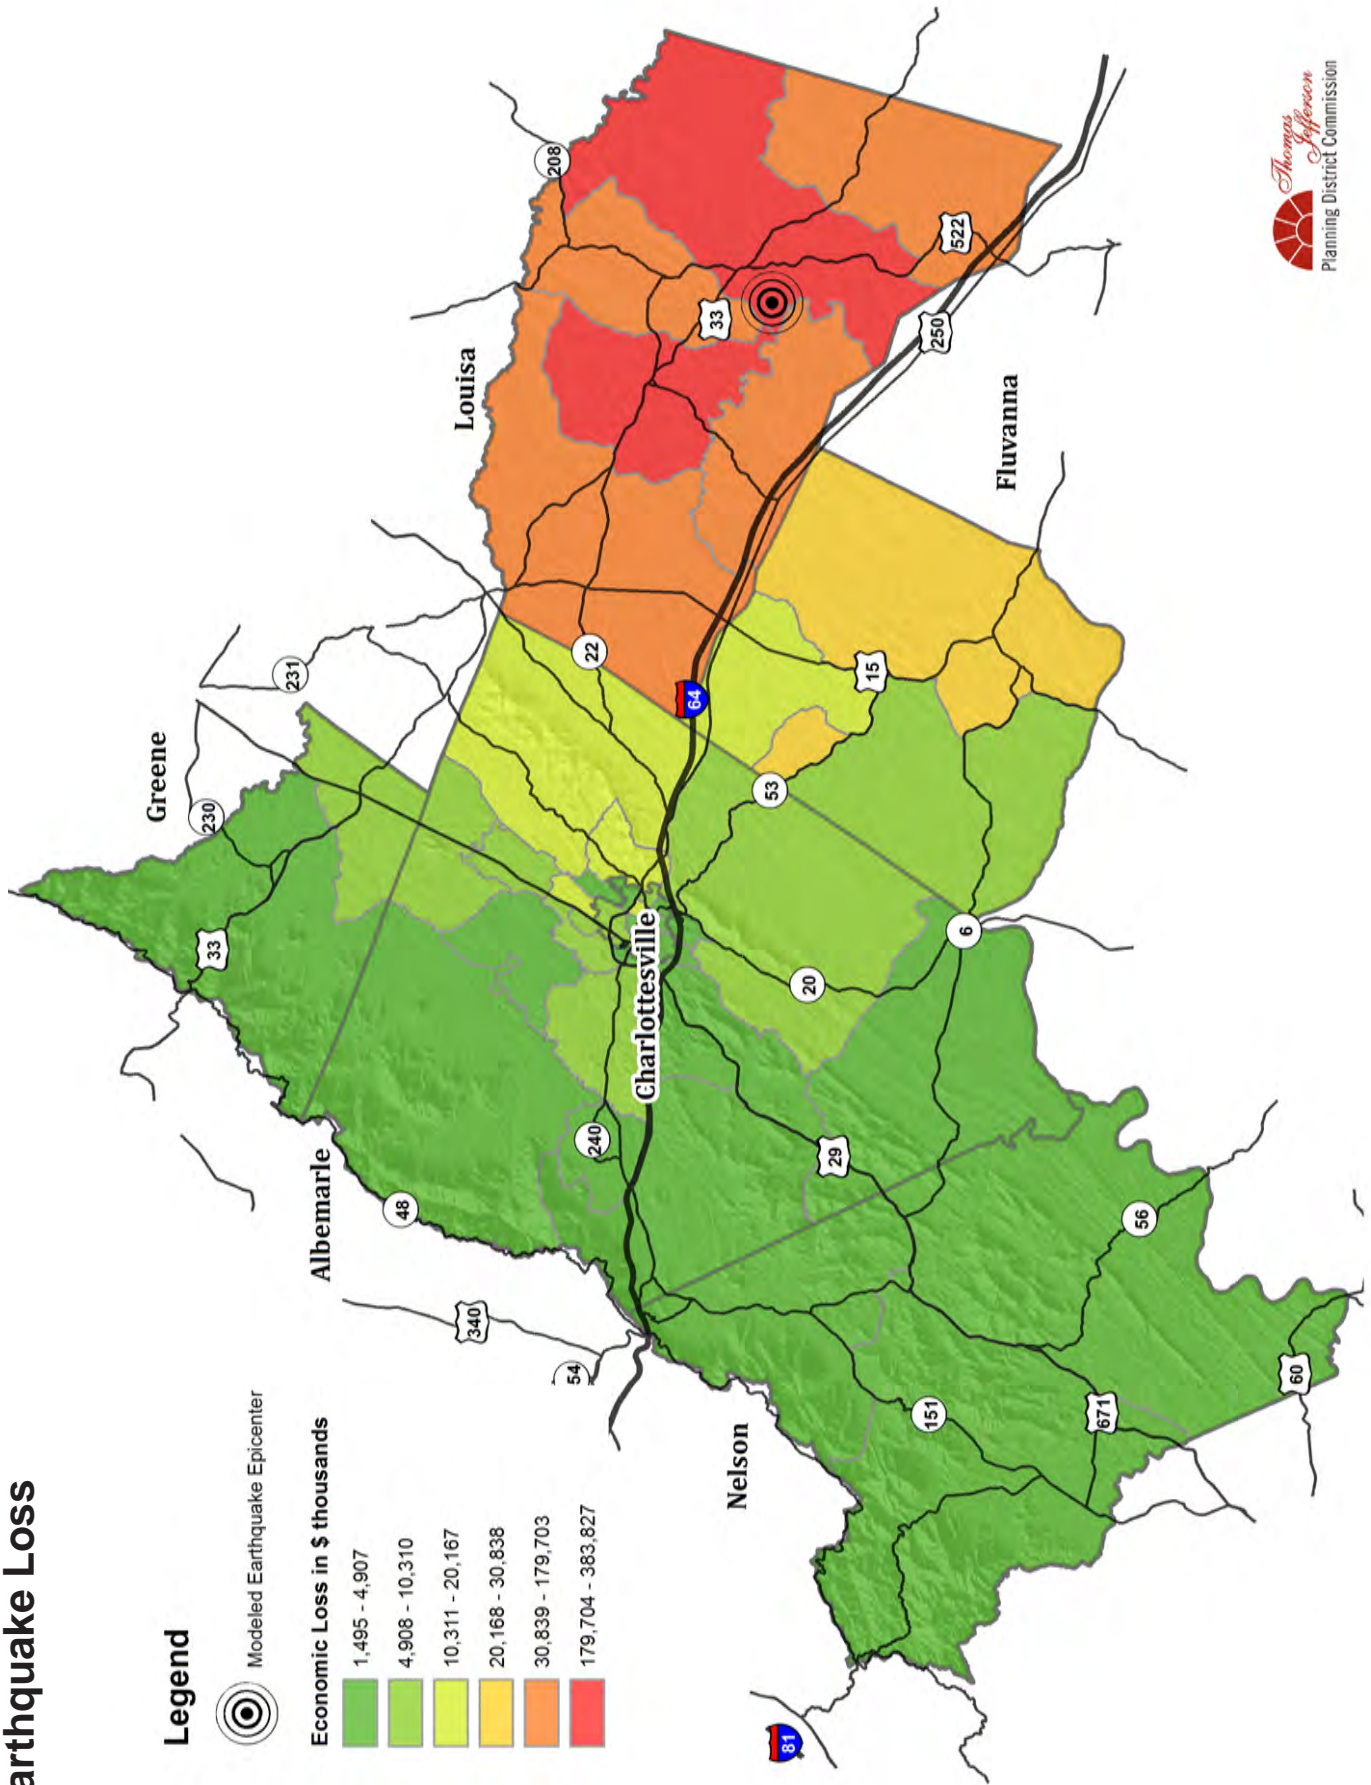 arthquake Loss
Legend
Modeled Earthquake Epicenter
Economic Loss in $ thousands
1,495 - 4,907
4,908 - 10,310
10,311 - 20,167
20,168 - 30,838
30,839 - 179,703
179,704 - 383,827
Greene
Albemarle
Louisa
Charlottesville
Nelson
Fluvanna
230
231
33
48
340
54
240
208
22
33
64
53
15
20
29
6
250
522
151
671
56
60
81
Thomas
Jefferson
Planning District Commission